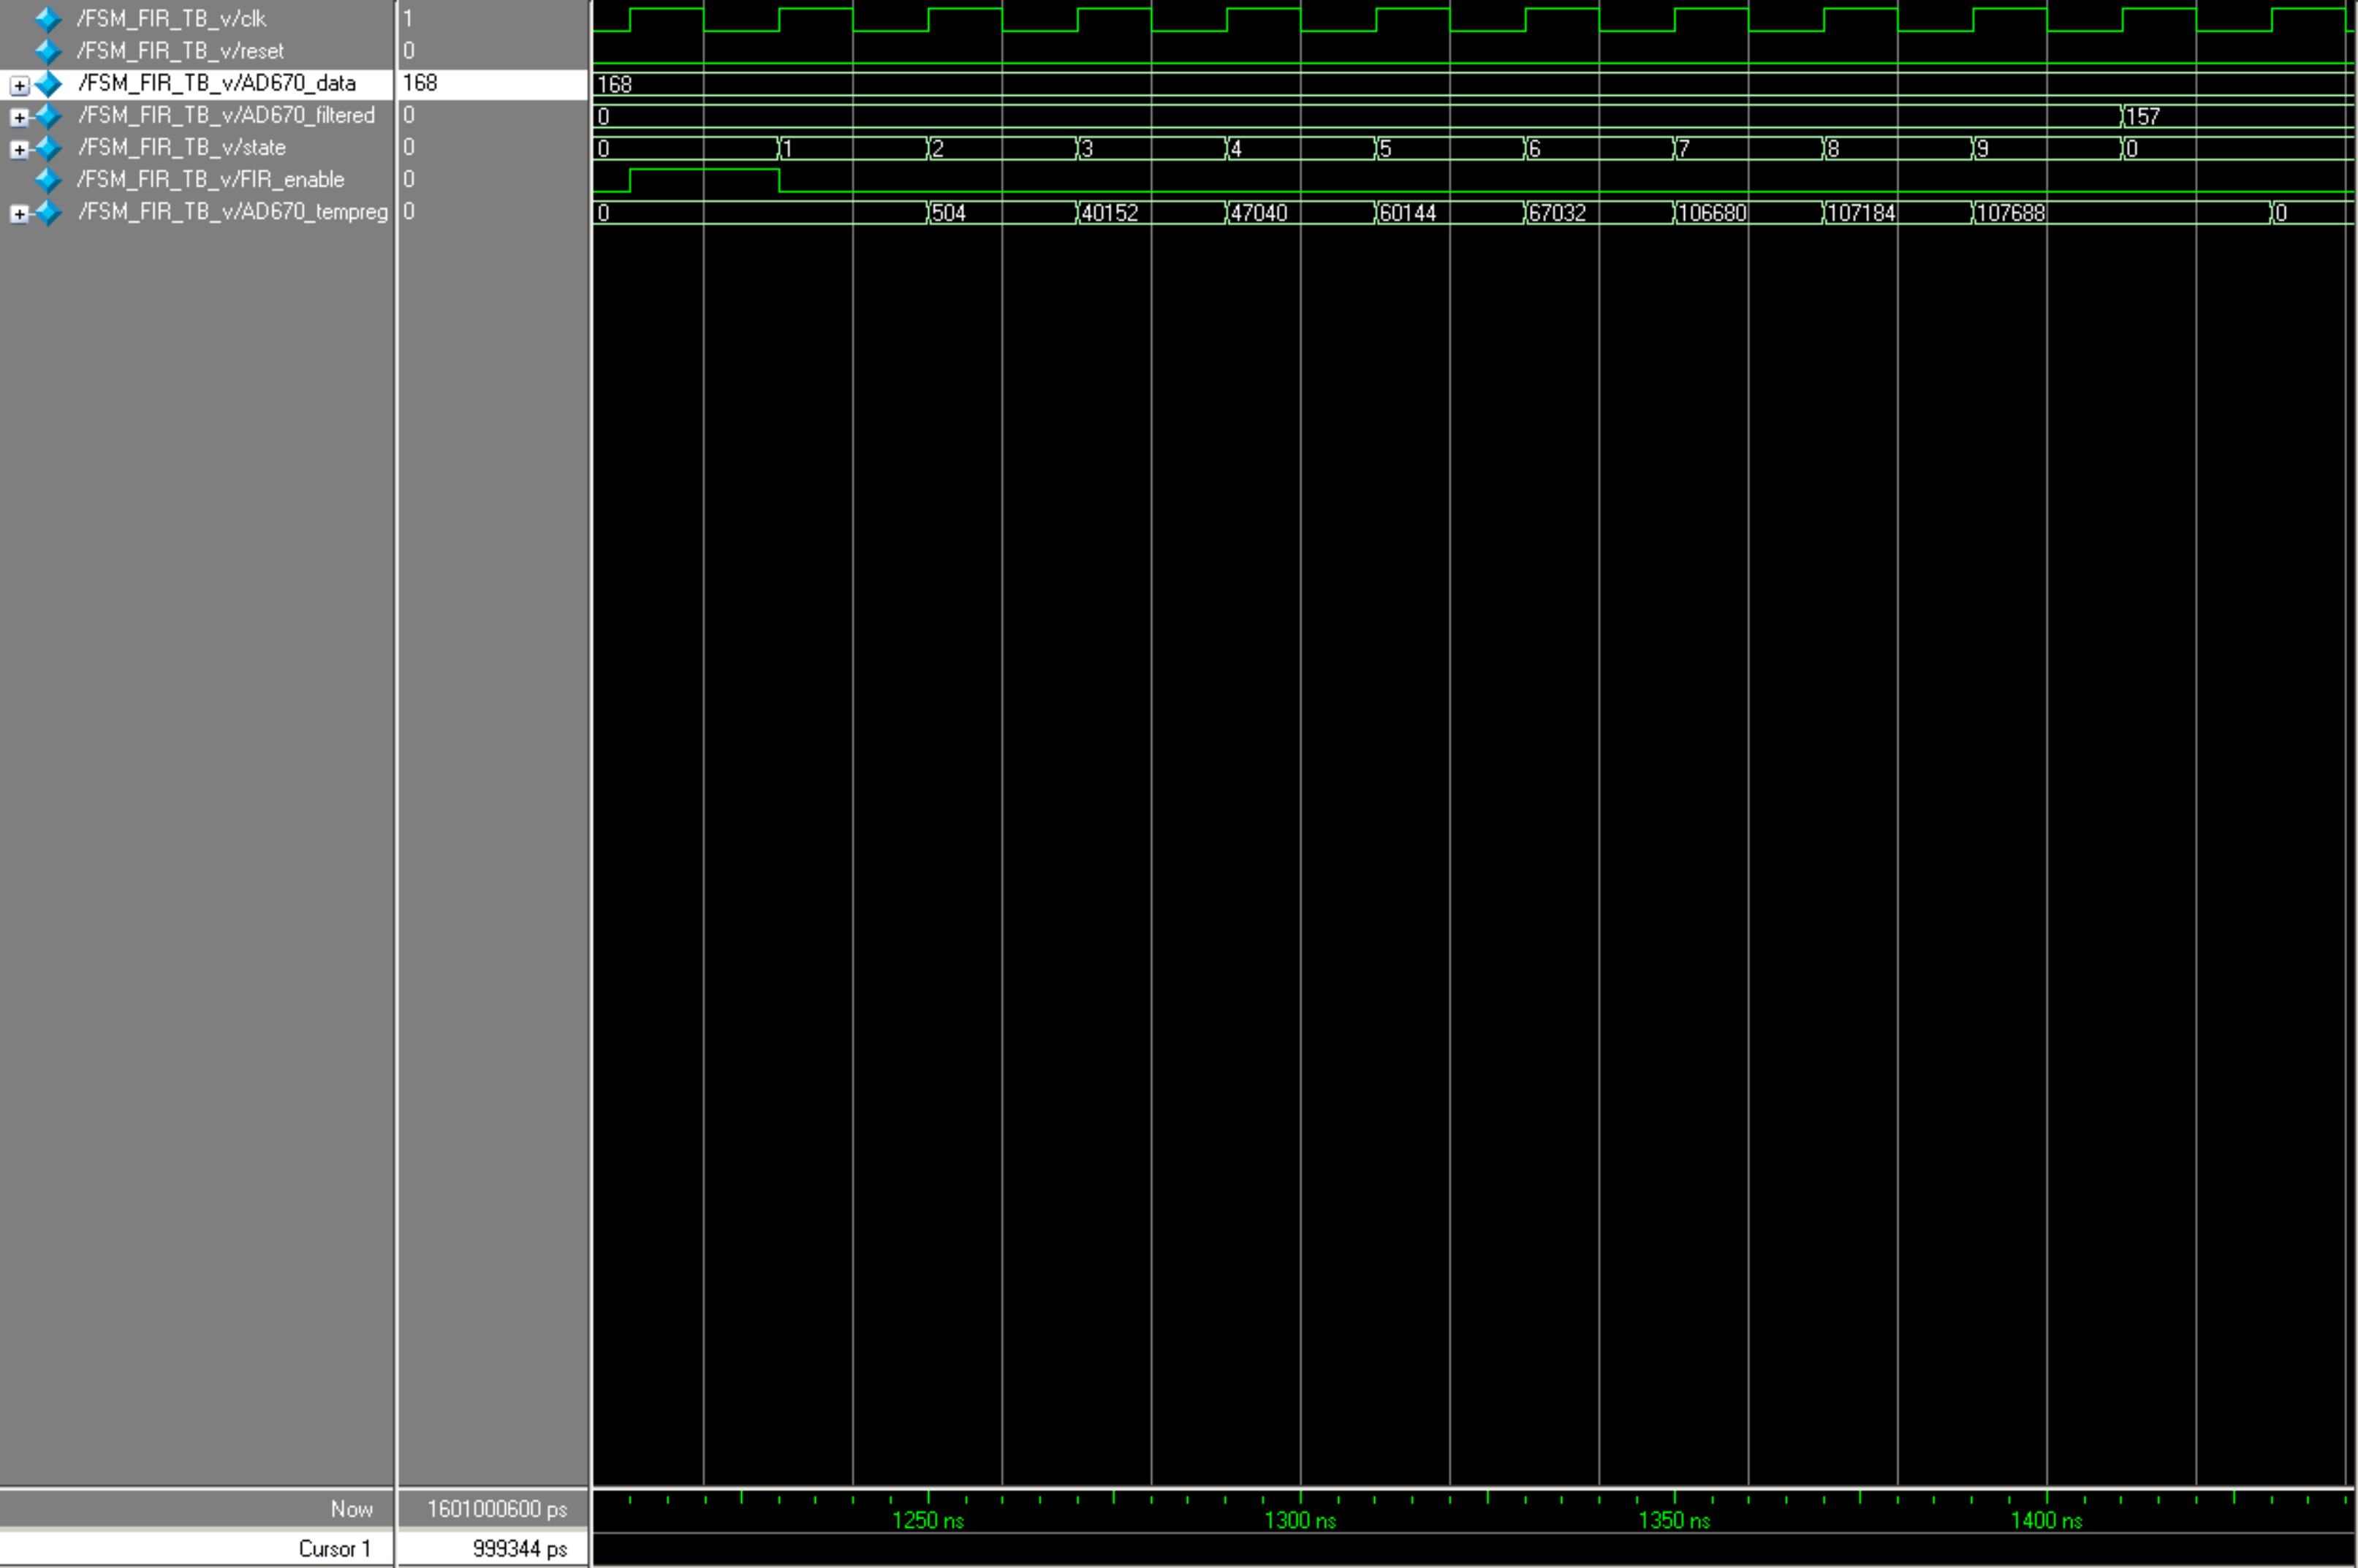 /FSM_FIR_TB_v/clk 1
/FSM_FIR_TB_v/reset 0
/FSM_FIR_TB_v/AD670_data 168 168
/FSM_FIR_TB_v/AD670_filtered 0 0 157
/FSM_FIR_TB_v/state 0 0 1 2 3 4 5 6 7 8 9 0
/FSM_FIR_TB_v/FIR_enable 0
/FSM_FIR_TB_v/AD670_tempreg 0 0 504 40152 47040 60144 67032 106680 107184 107688 0
Now 1601000600 ps
1250 ns 1300 ns 1350 ns 1400 ns
Cursor 1 999344 ps